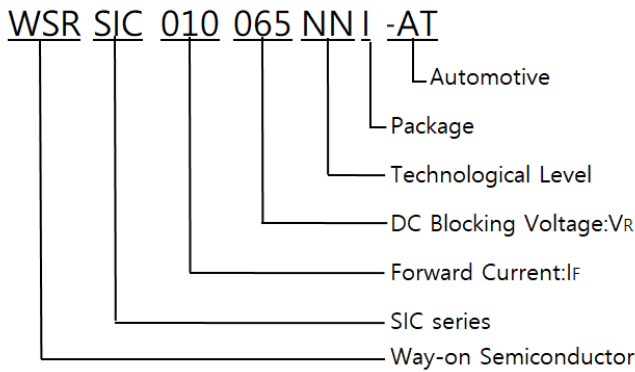 WSR SIC 010 065 NN I -AT
Automotive
Package
Technological Level
DC Blocking Voltage:VR
Forward Current:IF
SIC series
Way-on Semiconductor